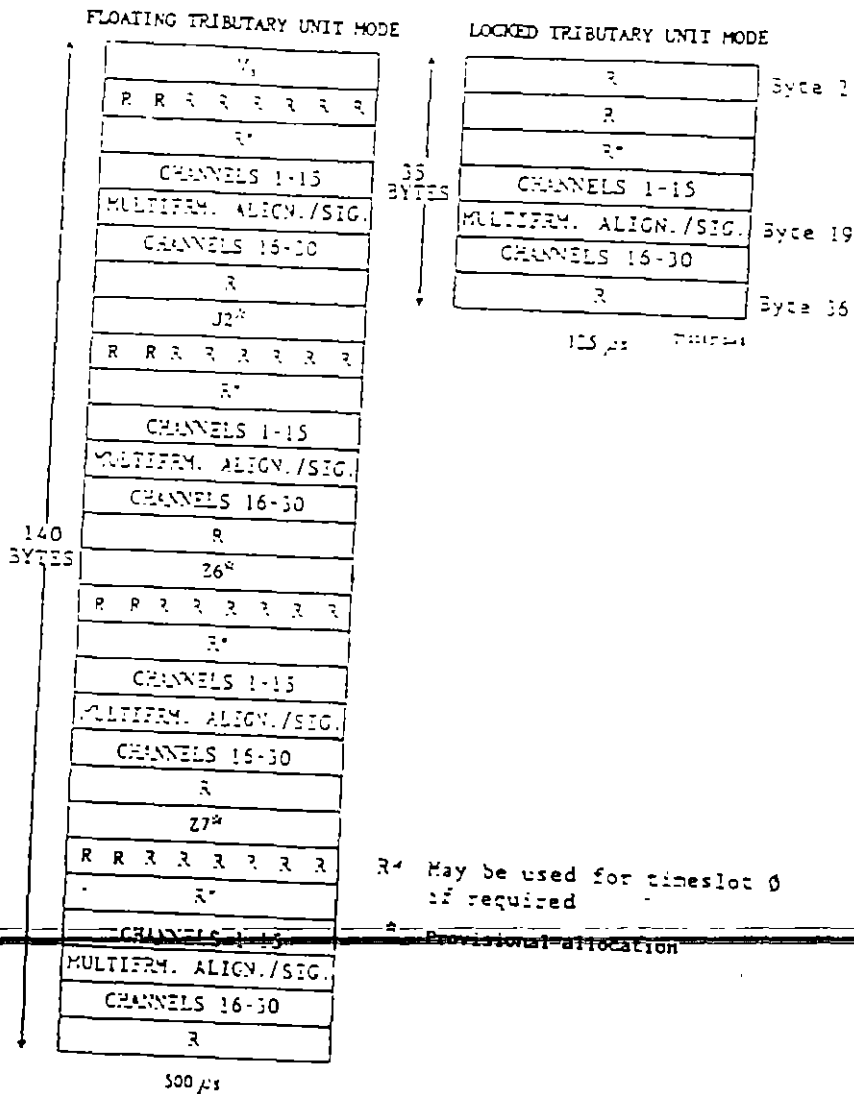 FLOATING TRIBUTARY UNIT MODE
R R R R R R R R
R*
CHANNELS 1-15
MULTIFRM. ALIGN./SIG.
CHANNELS 16-30
R
J2*
R R R R R R R R
R*
CHANNELS 1-15
MULTIFRM. ALIGN./SIG.
CHANNELS 16-30
R
Z6*
R R R R R R R R
R*
CHANNELS 1-15
MULTIFRM. ALIGN./SIG.
CHANNELS 16-30
R
Z7*
R R R R R R R R
R*
CHANNELS 1-15
MULTIFRM. ALIGN./SIG.
CHANNELS 16-30
R
140
BYTES
500 μs
LOCKED TRIBUTARY UNIT MODE
R Byte 2
R
R*
CHANNELS 1-15
MULTIFRM. ALIGN./SIG. Byte 19
CHANNELS 16-30
R Byte 36
35
BYTES
125 μs
R* May be used for timeslot 0
if required
* Provisional allocation